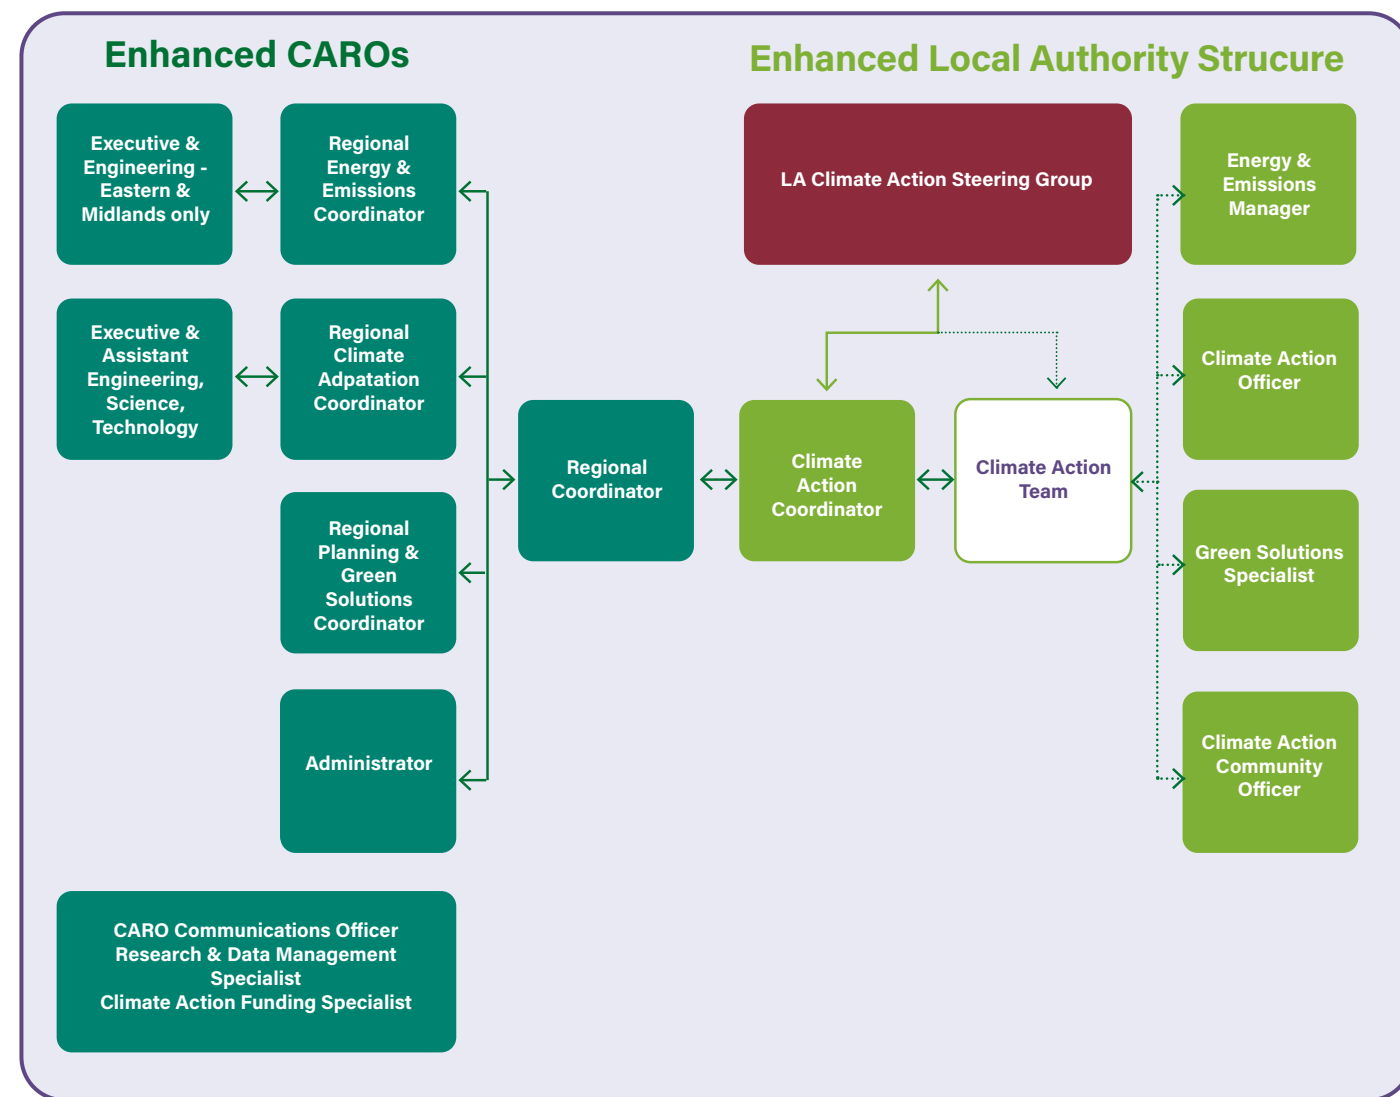 Enhanced CAROs
Enhanced Local Authority Strucure
Executive &
Engineering -
Eastern &
Midlands only
Regional
Energy &
Emissions
Coordinator
LA Climate Action Steering Group
Energy &
Emissions
Manager
Executive &
Assistant
Engineering,
Science,
Technology
Regional
Climate
Adpatation
Coordinator
Climate Action
Officer
Regional
Coordinator
Climate
Action
Coordinator
Climate Action
Team
Regional
Planning &
Green
Solutions
Coordinator
Green Solutions
Specialist
Administrator
Climate Action
Community
Officer
CARO Communications Officer
Research & Data Management
Specialist
Climate Action Funding Specialist